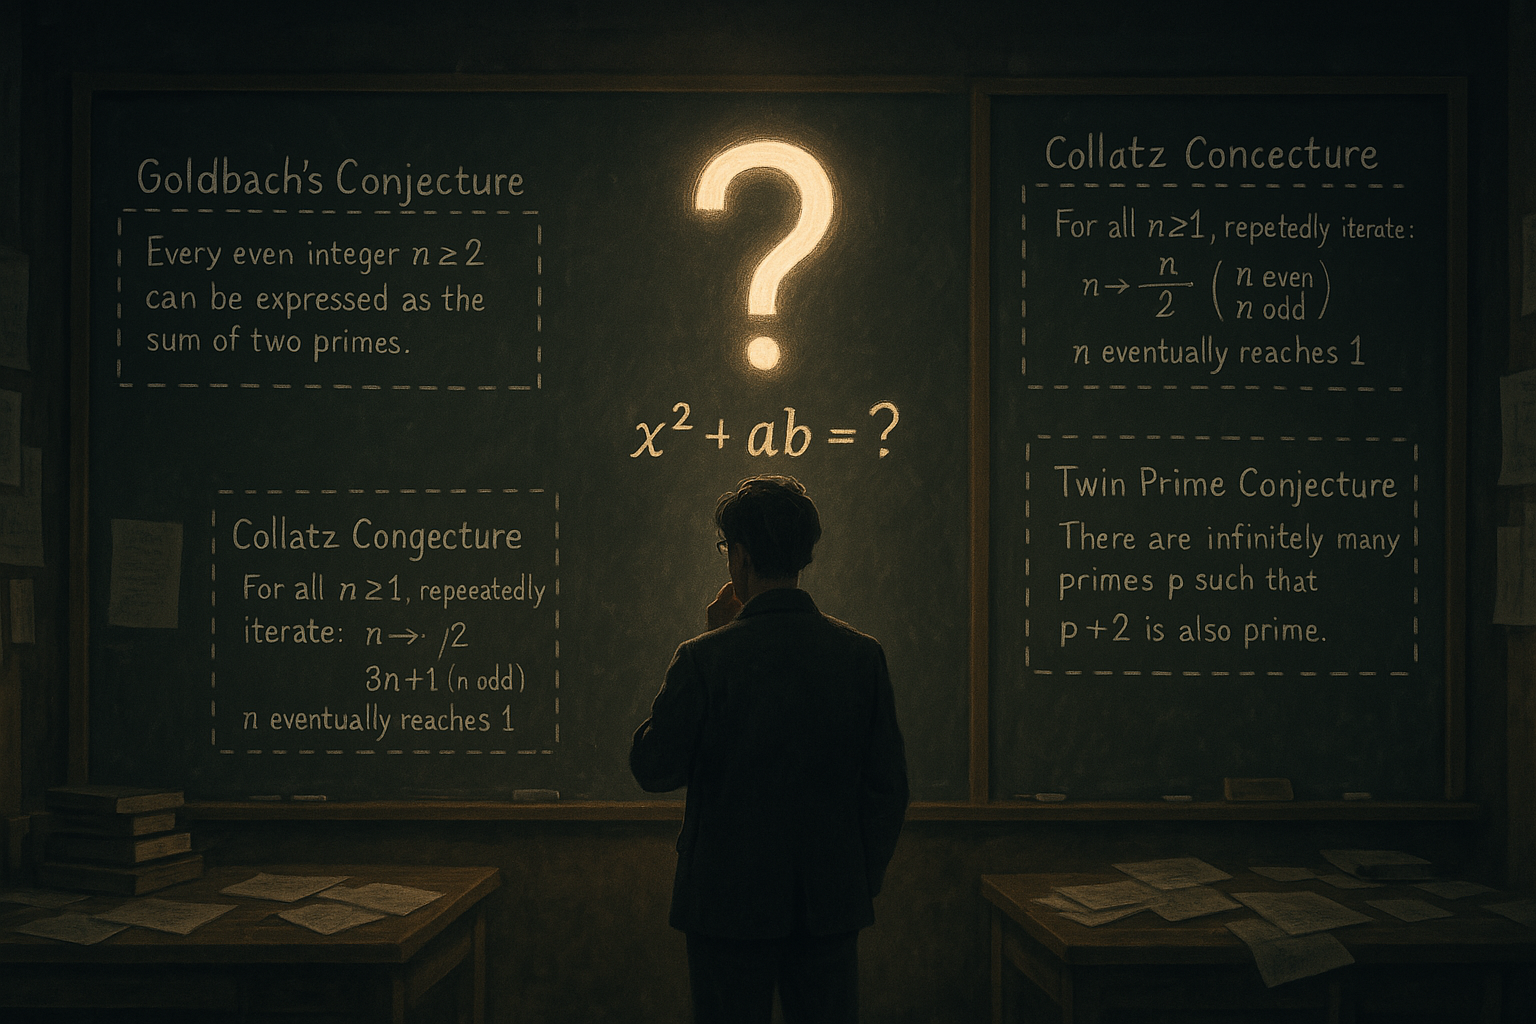 Goldbach's Conjecture
Every even integer n ≥ 2
can be expressed as the
sum of two primes.
Collatz Congecture
For all n ≥ 1, repeeatedly
iterate: n → · /2
3n+1 (n odd)
n eventually reaches 1
?
x² + ab = ?
Collatz Concecture
For all n≥1, repetedly iterate:
n → n/2 (n even
n odd)
n eventually reaches 1
Twin Prime Conjecture
There are infinitely many
primes p such that
p + 2 is also prime.